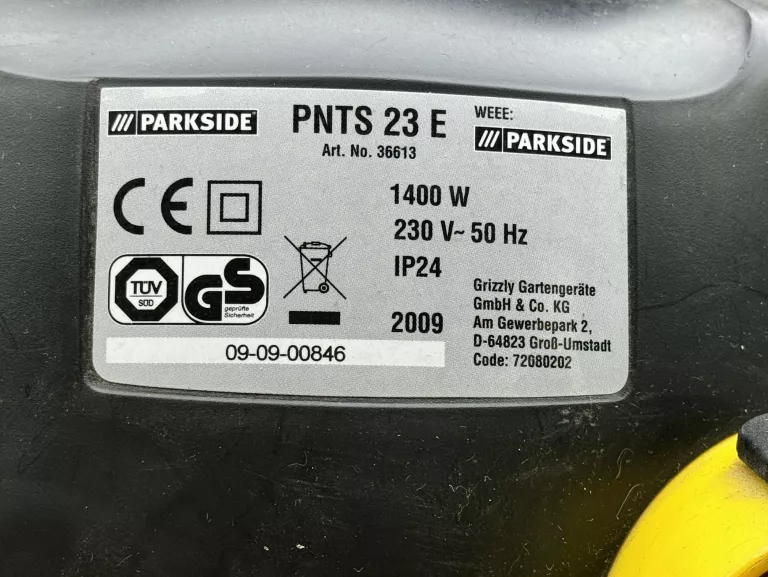 /// PARKSIDE
PNTS 23 E
Art. No. 36613
WEEE:
/// PARKSIDE
CE
1400 W
230 V~ 50 Hz
IP24
2009
TÜV
SÜD
GS
geprüfte
Sicherheit
Grizzly Gartengeräte
GmbH & Co. KG
Am Gewerbepark 2,
D-64823 Groß-Umstadt
Code: 72080202
09-09-00846